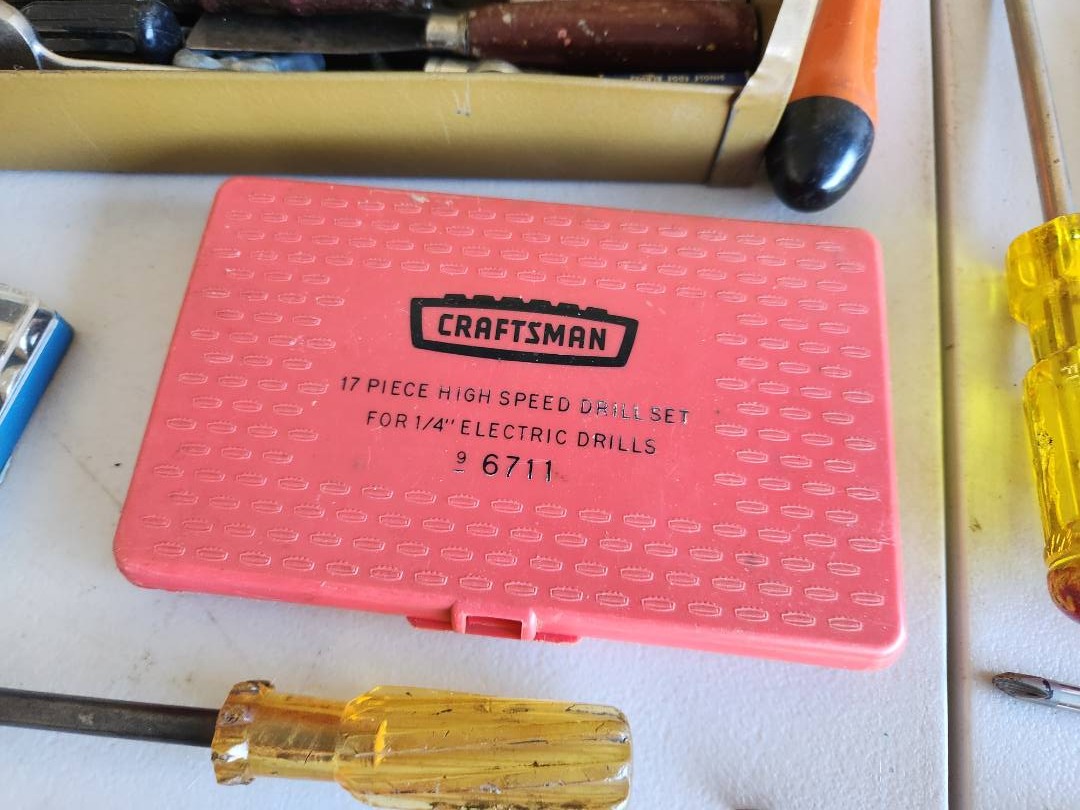 CRAFTSMAN
17 PIECE HIGH SPEED DRILL SET
FOR 1/4" ELECTRIC DRILLS
9 6711